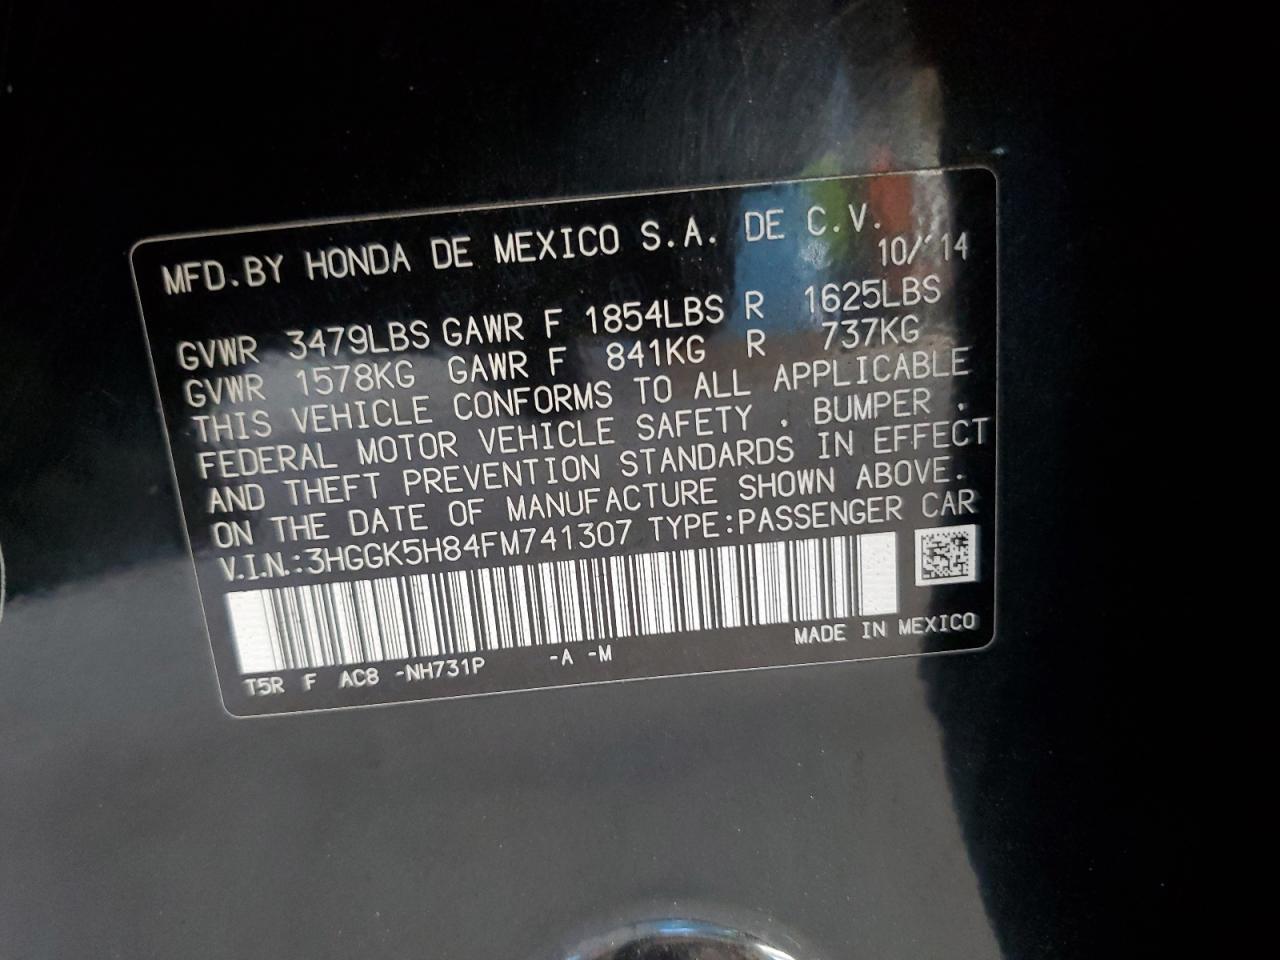 MFD.BY HONDA DE MEXICO S.A. DE C.V.
10/'14
GVWR 3479LBS GAWR F 1854LBS R 1625LBS
GVWR 1578KG GAWR F 841KG R 737KG
THIS VEHICLE CONFORMS TO ALL APPLICABLE
FEDERAL MOTOR VEHICLE SAFETY , BUMPER ,
AND THEFT PREVENTION STANDARDS IN EFFECT
ON THE DATE OF MANUFACTURE SHOWN ABOVE.
V.I.N.:3HGGK5H84FM741307 TYPE:PASSENGER CAR
MADE IN MEXICO
T5R F AC8 -NH731P -A -M